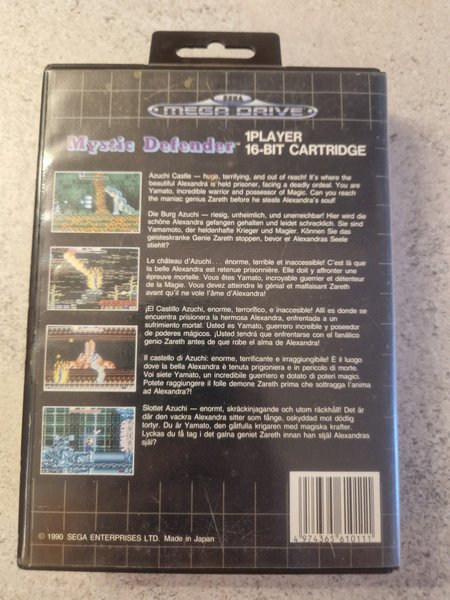 SEGA
MEGA DRIVE
Mystic Defender™
1PLAYER
16-BIT CARTRIDGE
Azuchi Castle — huge, terrifying, and out of reach! It's where the
beautiful Alexandra is held prisoner, facing a deadly ordeal. You are
Yamato, incredible warrior and possessor of Magic. Can you reach
the maniac genius Zareth before he steals Alexandra's soul!
Die Burg Azuchi — riesig, unheimlich, und unerreichbar! Hier wird die
schöne Alexandra gefangen gehalten und leidet schrecklich. Sie sind
Yamamoto, der heldenhafte Krieger und Magier. Können Sie das
geisteskranke Genie Zareth stoppen, bevor er Alexandras Seele
stiehlt?
Le château d'Azuchi... énorme, terrible et inaccessible! C'est là que
la belle Alexandra est retenue prisonnière. Elle doit y affronter une
épreuve mortelle. Vous êtes Yamato, incroyable guerrier et détenteur
de la Magie. Vous devez atteindre le génial et malfaisant Zareth
avant qu'il ne vole l'âme d'Alexandra!
¡El Castillo Azuchi, enorme, terrorífico, e inaccesible! Allí es donde se
encuentra prisionera la hermosa Alexandra, enfrentada a un
sufrimiento mortal. Usted es Yamato, guerrero increíble y poseedor
de poderes mágicos. ¡Usted tendrá que enfrentarse con el fanático
genio Zareth antes de que robe el alma de Alexandra!
Il castello di Azuchi: enorme, terrificante e irraggiungibile! È il luogo
dove la bella Alexandra è tenuta prigioniera e in pericolo di morte.
Voi siete Yamato, un incredibile guerriero e dotato di poteri magici.
Potete raggiungere il folle demone Zareth prima che sottragga l'anima
ad Alexandra?!
Slottet Azuchi — enormt, skräckinjagande och utom räckhåll! Det är
där den vackra Alexandra sitter som fånge, oskyddad mot dödlig
tortyr. Du är Yamato, den gåtfulla krigaren med magiska krafter.
Lyckas du få tag i det galna geniet Zareth innan han stjäl Alexandras
själ?
© 1990 SEGA ENTERPRISES LTD. Made in Japan
4 974365 610111